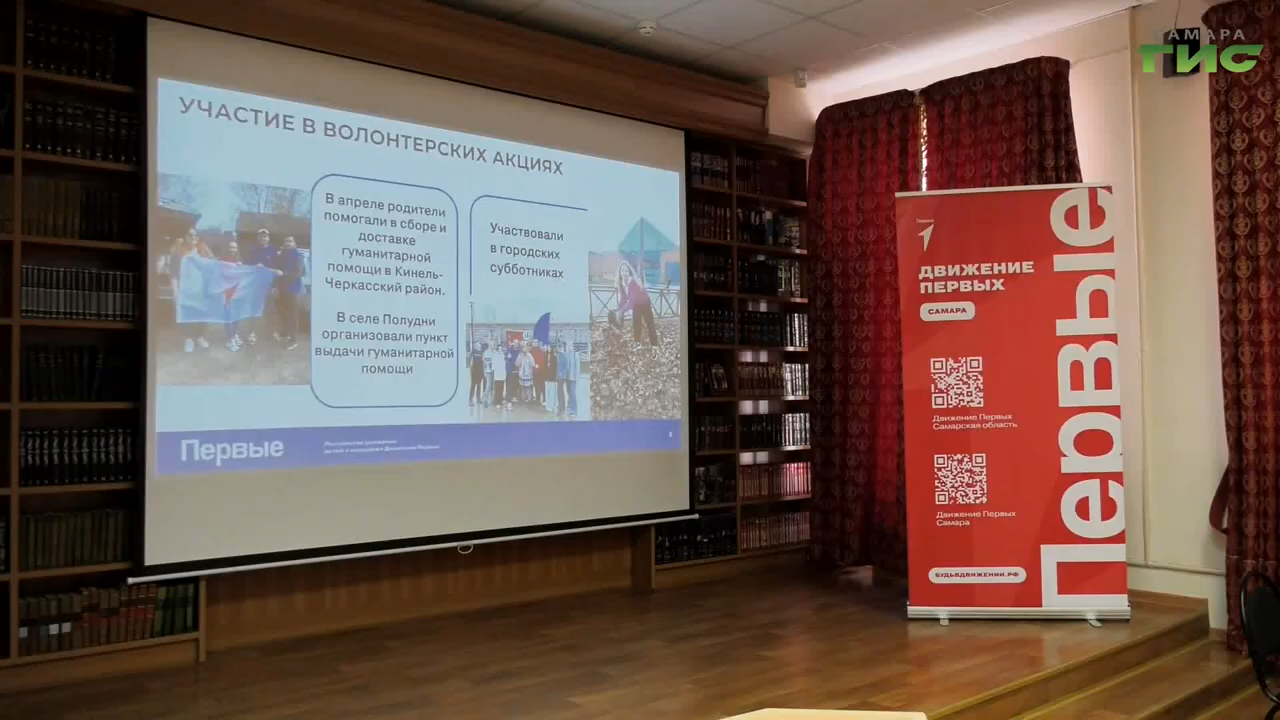 САМАРА
ГИС
УЧАСТИЕ В ВОЛОНТЕРСКИХ АКЦИЯХ
В апреле родители
помогали в сборе и
доставке
гуманитарной
помощи в Кинель-
Черкасский район.
В селе Полудни
организовали пункт
выдачи гуманитарной
помощи
Участвовали
в городских
субботниках
Первые
Первые
ДВИЖЕНИЕ
ПЕРВЫХ
САМАРА
Движение Первых
Самарская область
Движение Первых
Самара
БУДЬВДВИЖЕНИИ.РФ
Первые